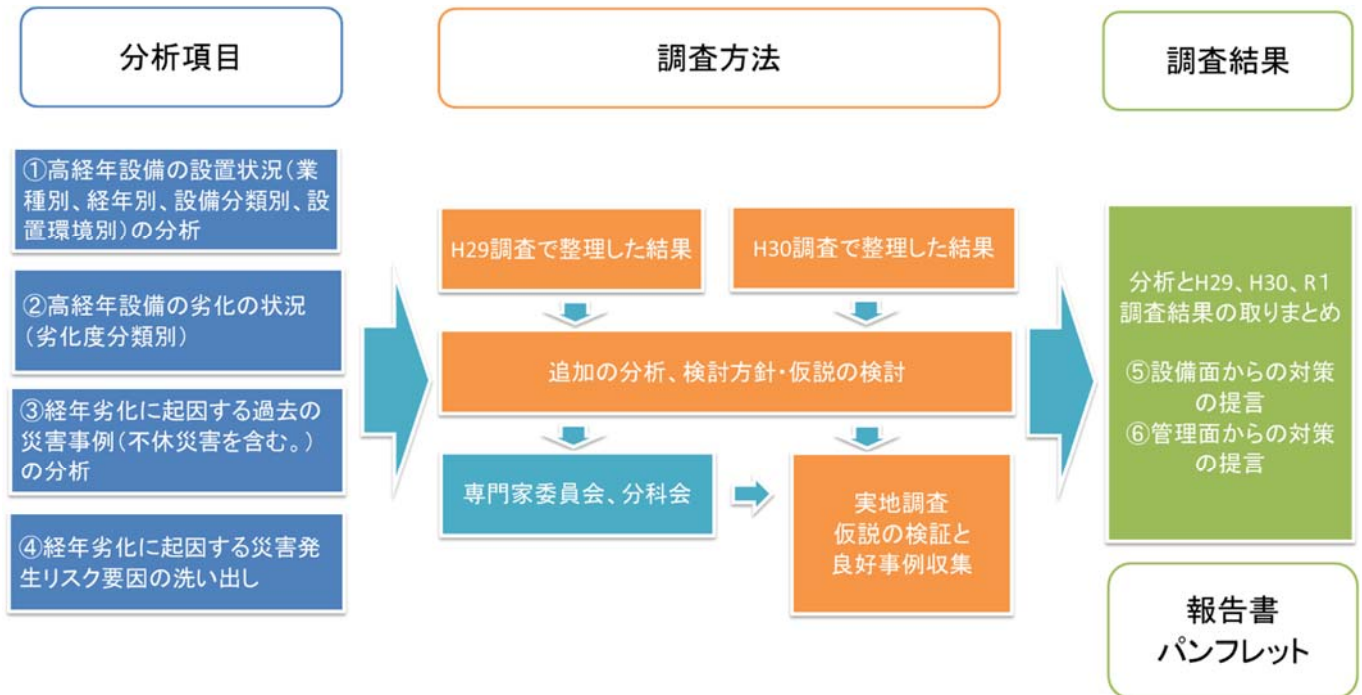 分析項目
調査方法
調査結果
①高経年設備の設置状況(業
種別、経年別、設備分類別、設
置環境別)の分析
②高経年設備の劣化の状況
(劣化度分類別)
③経年劣化に起因する過去の
災害事例(不休災害を含む。)
の分析
④経年劣化に起因する災害発
生リスク要因の洗い出し
H29調査で整理した結果
H30調査で整理した結果
追加の分析、検討方針・仮説の検討
専門家委員会、分科会
実地調査
仮説の検証と
良好事例収集
分析とH29、H30、R1
調査結果の取りまとめ
⑤設備面からの対策
の提言
⑥管理面からの対策
の提言
報告書
パンフレット